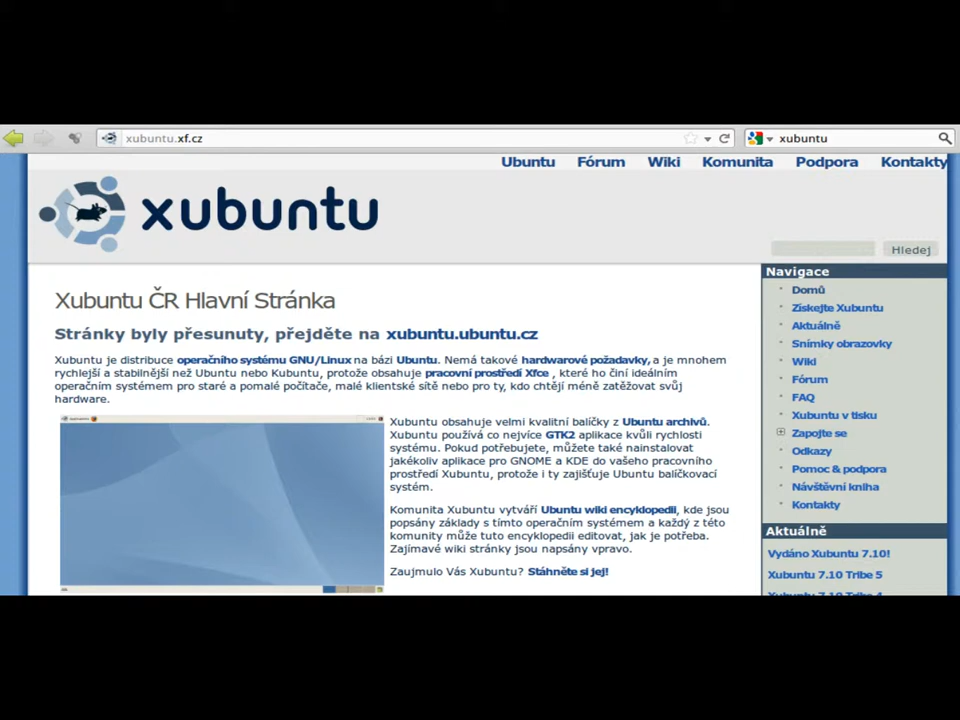 xubuntu.xf.cz
xubuntu
Ubuntu Fórum Wiki Komunita Podpora Kontakty
xubuntu
Hledej
Xubuntu ČR Hlavní Stránka
Stránky byly přesunuty, přejděte na xubuntu.ubuntu.cz
Xubuntu je distribuce operačního systému GNU/Linux na bázi Ubuntu. Nemá takové hardwarové požadavky, a je mnohem
rychlejší a stabilnější než Ubuntu nebo Kubuntu, protože obsahuje pracovní prostředí Xfce , které ho činí ideálním
operačním systémem pro staré a pomalé počítače, malé klientské sítě nebo pro ty, kdo chtějí méně zatěžovat svůj
hardware.
Xubuntu obsahuje velmi kvalitní balíčky z Ubuntu archivů.
Xubuntu používá co nejvíce GTK2 aplikace kvůli rychlosti
systému. Pokud potřebujete, můžete také nainstalovat
jakékoliv aplikace pro GNOME a KDE do vašeho pracovního
prostředí Xubuntu, protože i ty zajišťuje Ubuntu balíčkovací
systém.
Komunita Xubuntu vytváří Ubuntu wiki encyklopedii, kde jsou
popsány základy s tímto operačním systémem a každý z této
komunity může tuto encyklopedii editovat, jak je potřeba.
Zajímavé wiki stránky jsou napsány vpravo.
Zaujmulo Vás Xubuntu? Stáhněte si jej!
Navigace
Domů
Získejte Xubuntu
Aktuálně
Snímky obrazovky
Wiki
Fórum
FAQ
Xubuntu v tisku
Zapojte se
Odkazy
Pomoc & podpora
Návštěvní kniha
Kontakty
Aktuálně
Vydáno Xubuntu 7.10!
Xubuntu 7.10 Tribe 5
Xubuntu 7.10 Tribe 4